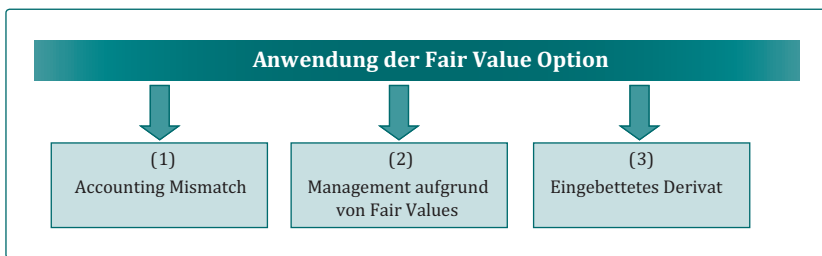 Anwendung der Fair Value Option
(1)
Accounting Mismatch
(2)
Management aufgrund
von Fair Values
(3)
Eingebettetes Derivat